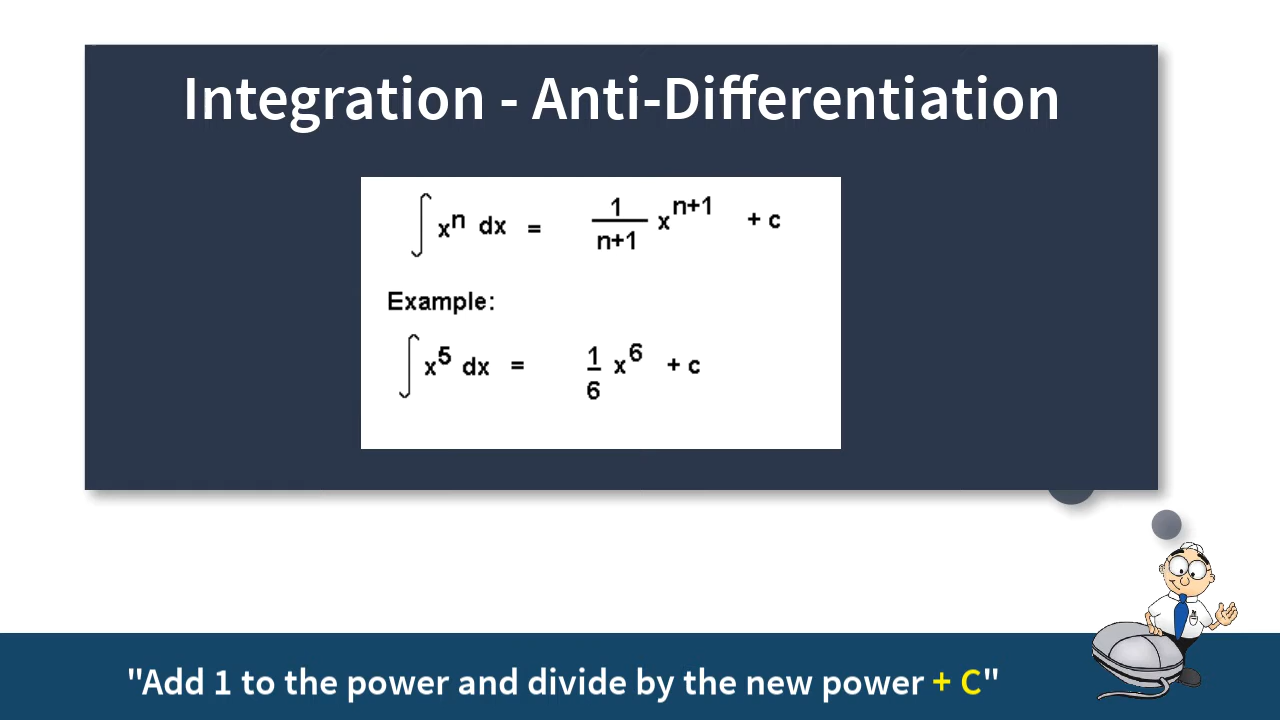 Integration - Anti-Differentiation
∫ xⁿ dx = 1/(n+1) xⁿ⁺¹ + c
Example:
∫ x⁵ dx = 1/6 x⁶ + c
"Add 1 to the power and divide by the new power + C"